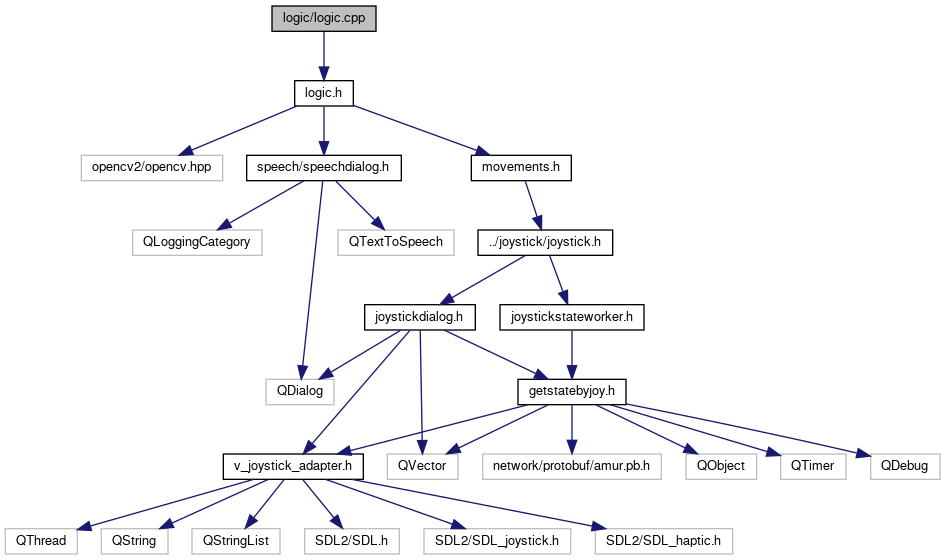 logic/logic.cpp
logic.h
opencv2/opencv.hpp
speech/speechdialog.h
movements.h
QLoggingCategory
QTextToSpeech
../joystick/joystick.h
joystickdialog.h
joystickstateworker.h
QDialog
getstatebyjoy.h
v_joystick_adapter.h
QVector
network/protobuf/amur.pb.h
QObject
QTimer
QDebug
QThread
QString
QStringList
SDL2/SDL.h
SDL2/SDL_joystick.h
SDL2/SDL_haptic.h